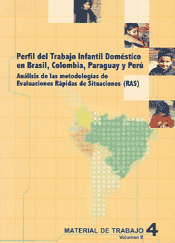 Perfil del Trabajo Infantil Doméstico
en Brasil, Colombia, Paraguay y Perú
Análisis de las metodologías de
Evaluaciones Rápidas de Situaciones (RAS)
MATERIAL DE TRABAJO 4
Volumen II